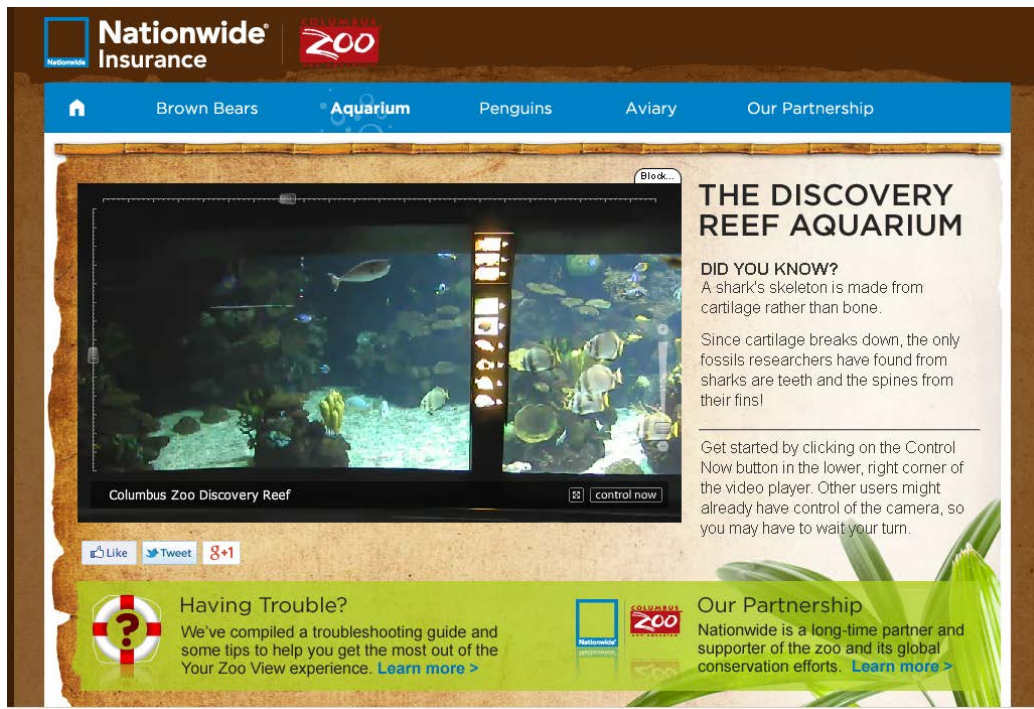 Nationwide®
Insurance
Nationwide
COLUMBUS
ZOO
Brown Bears
Aquarium
Penguins
Aviary
Our Partnership
Block...
THE DISCOVERY
REEF AQUARIUM
DID YOU KNOW?
A shark's skeleton is made from
cartilage rather than bone.
Since cartilage breaks down, the only
fossils researchers have found from
sharks are teeth and the spines from
their fins!
Get started by clicking on the Control
Now button in the lower, right corner of
the video player. Other users might
already have control of the camera, so
you may have to wait your turn.
Columbus Zoo Discovery Reef
control now
Like
Tweet
g+1
?
Having Trouble?
We've compiled a troubleshooting guide and
some tips to help you get the most out of the
Your Zoo View experience. Learn more >
Nationwide®
COLUMBUS
ZOO
Our Partnership
Nationwide is a long-time partner and
supporter of the zoo and its global
conservation efforts. Learn more >